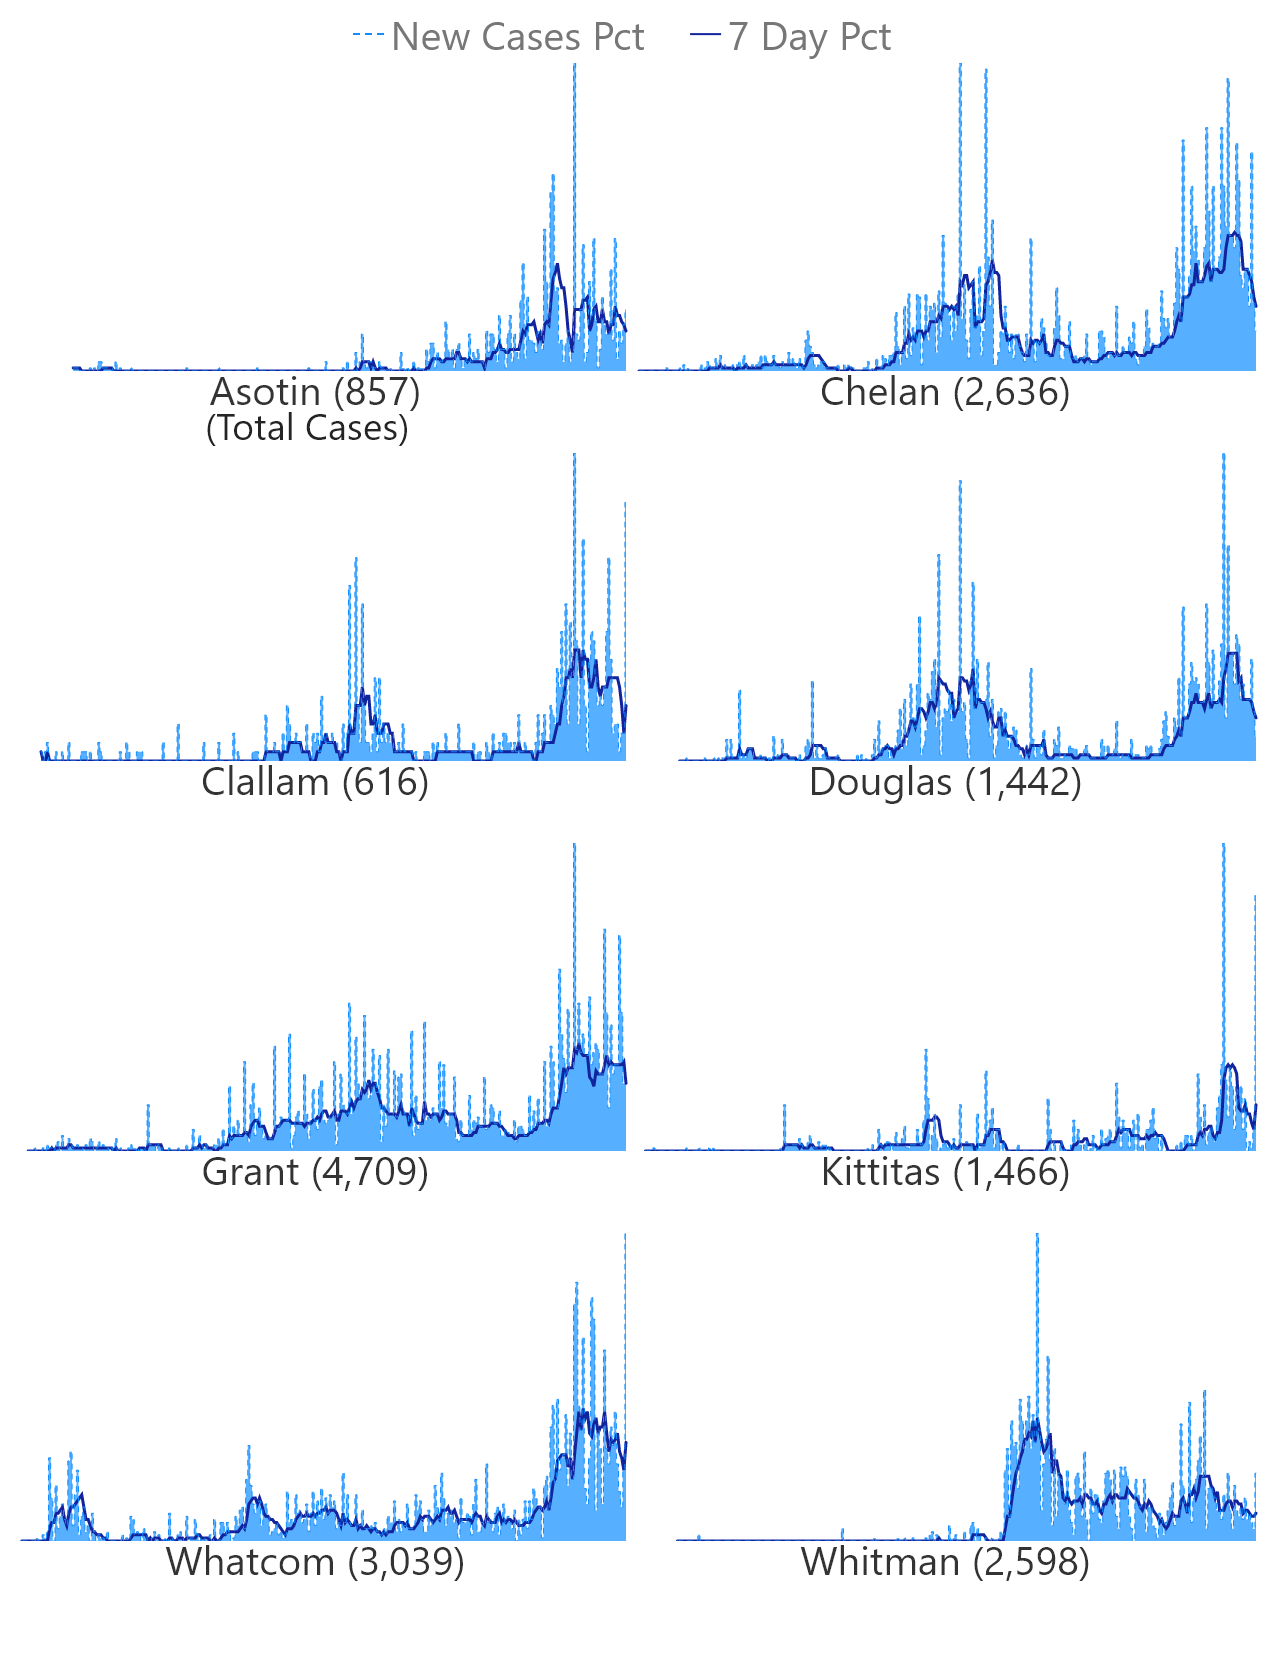 New Cases Pct 7 Day Pct
Asotin (857) Chelan (2,636)
(Total Cases)
Clallam (616) Douglas (1,442)
Grant (4,709) Kittitas (1,466)
Whatcom (3,039) Whitman (2,598)